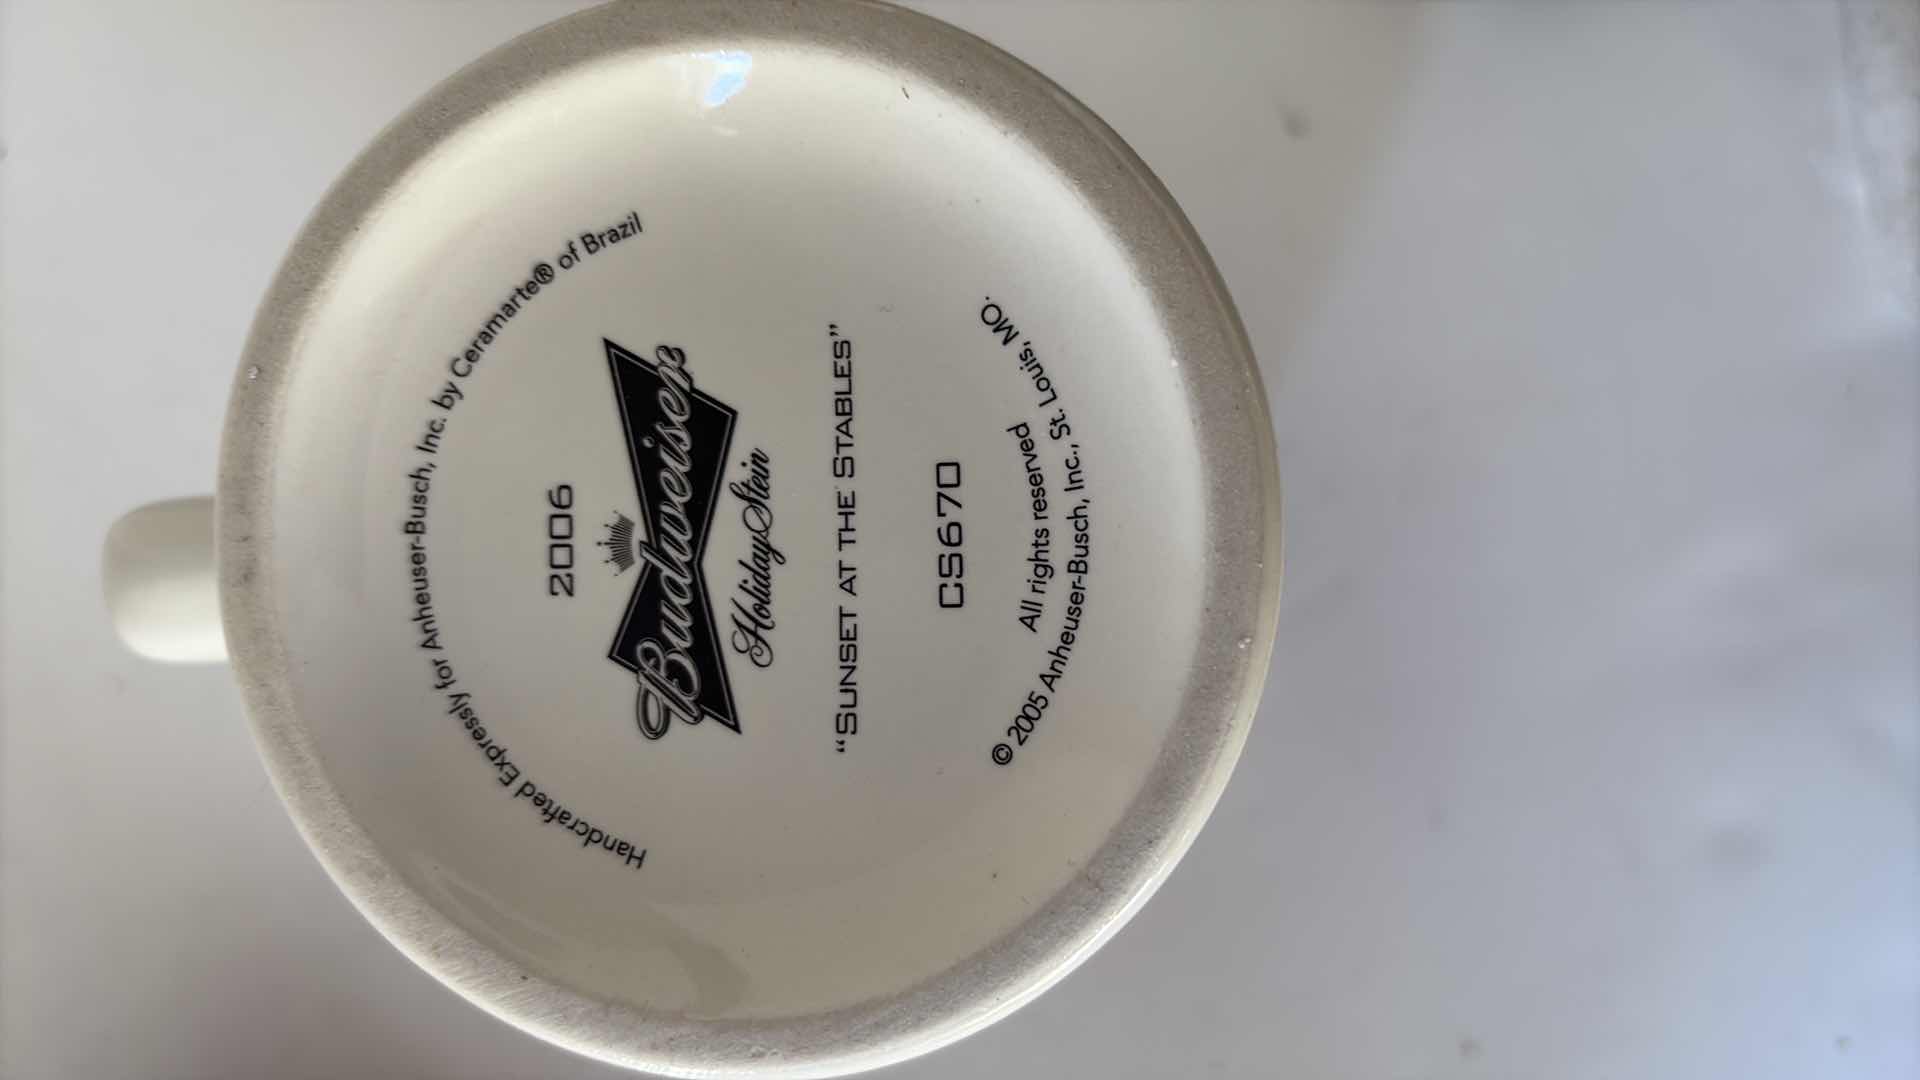 Handcrafted Expressly for Anheuser-Busch, Inc. by Ceramarte® of Brazil
2006
Budweiser
Holiday Stein
“SUNSET AT THE STABLES”
CS670
All rights reserved
© 2005 Anheuser-Busch, Inc., St. Louis, MO.